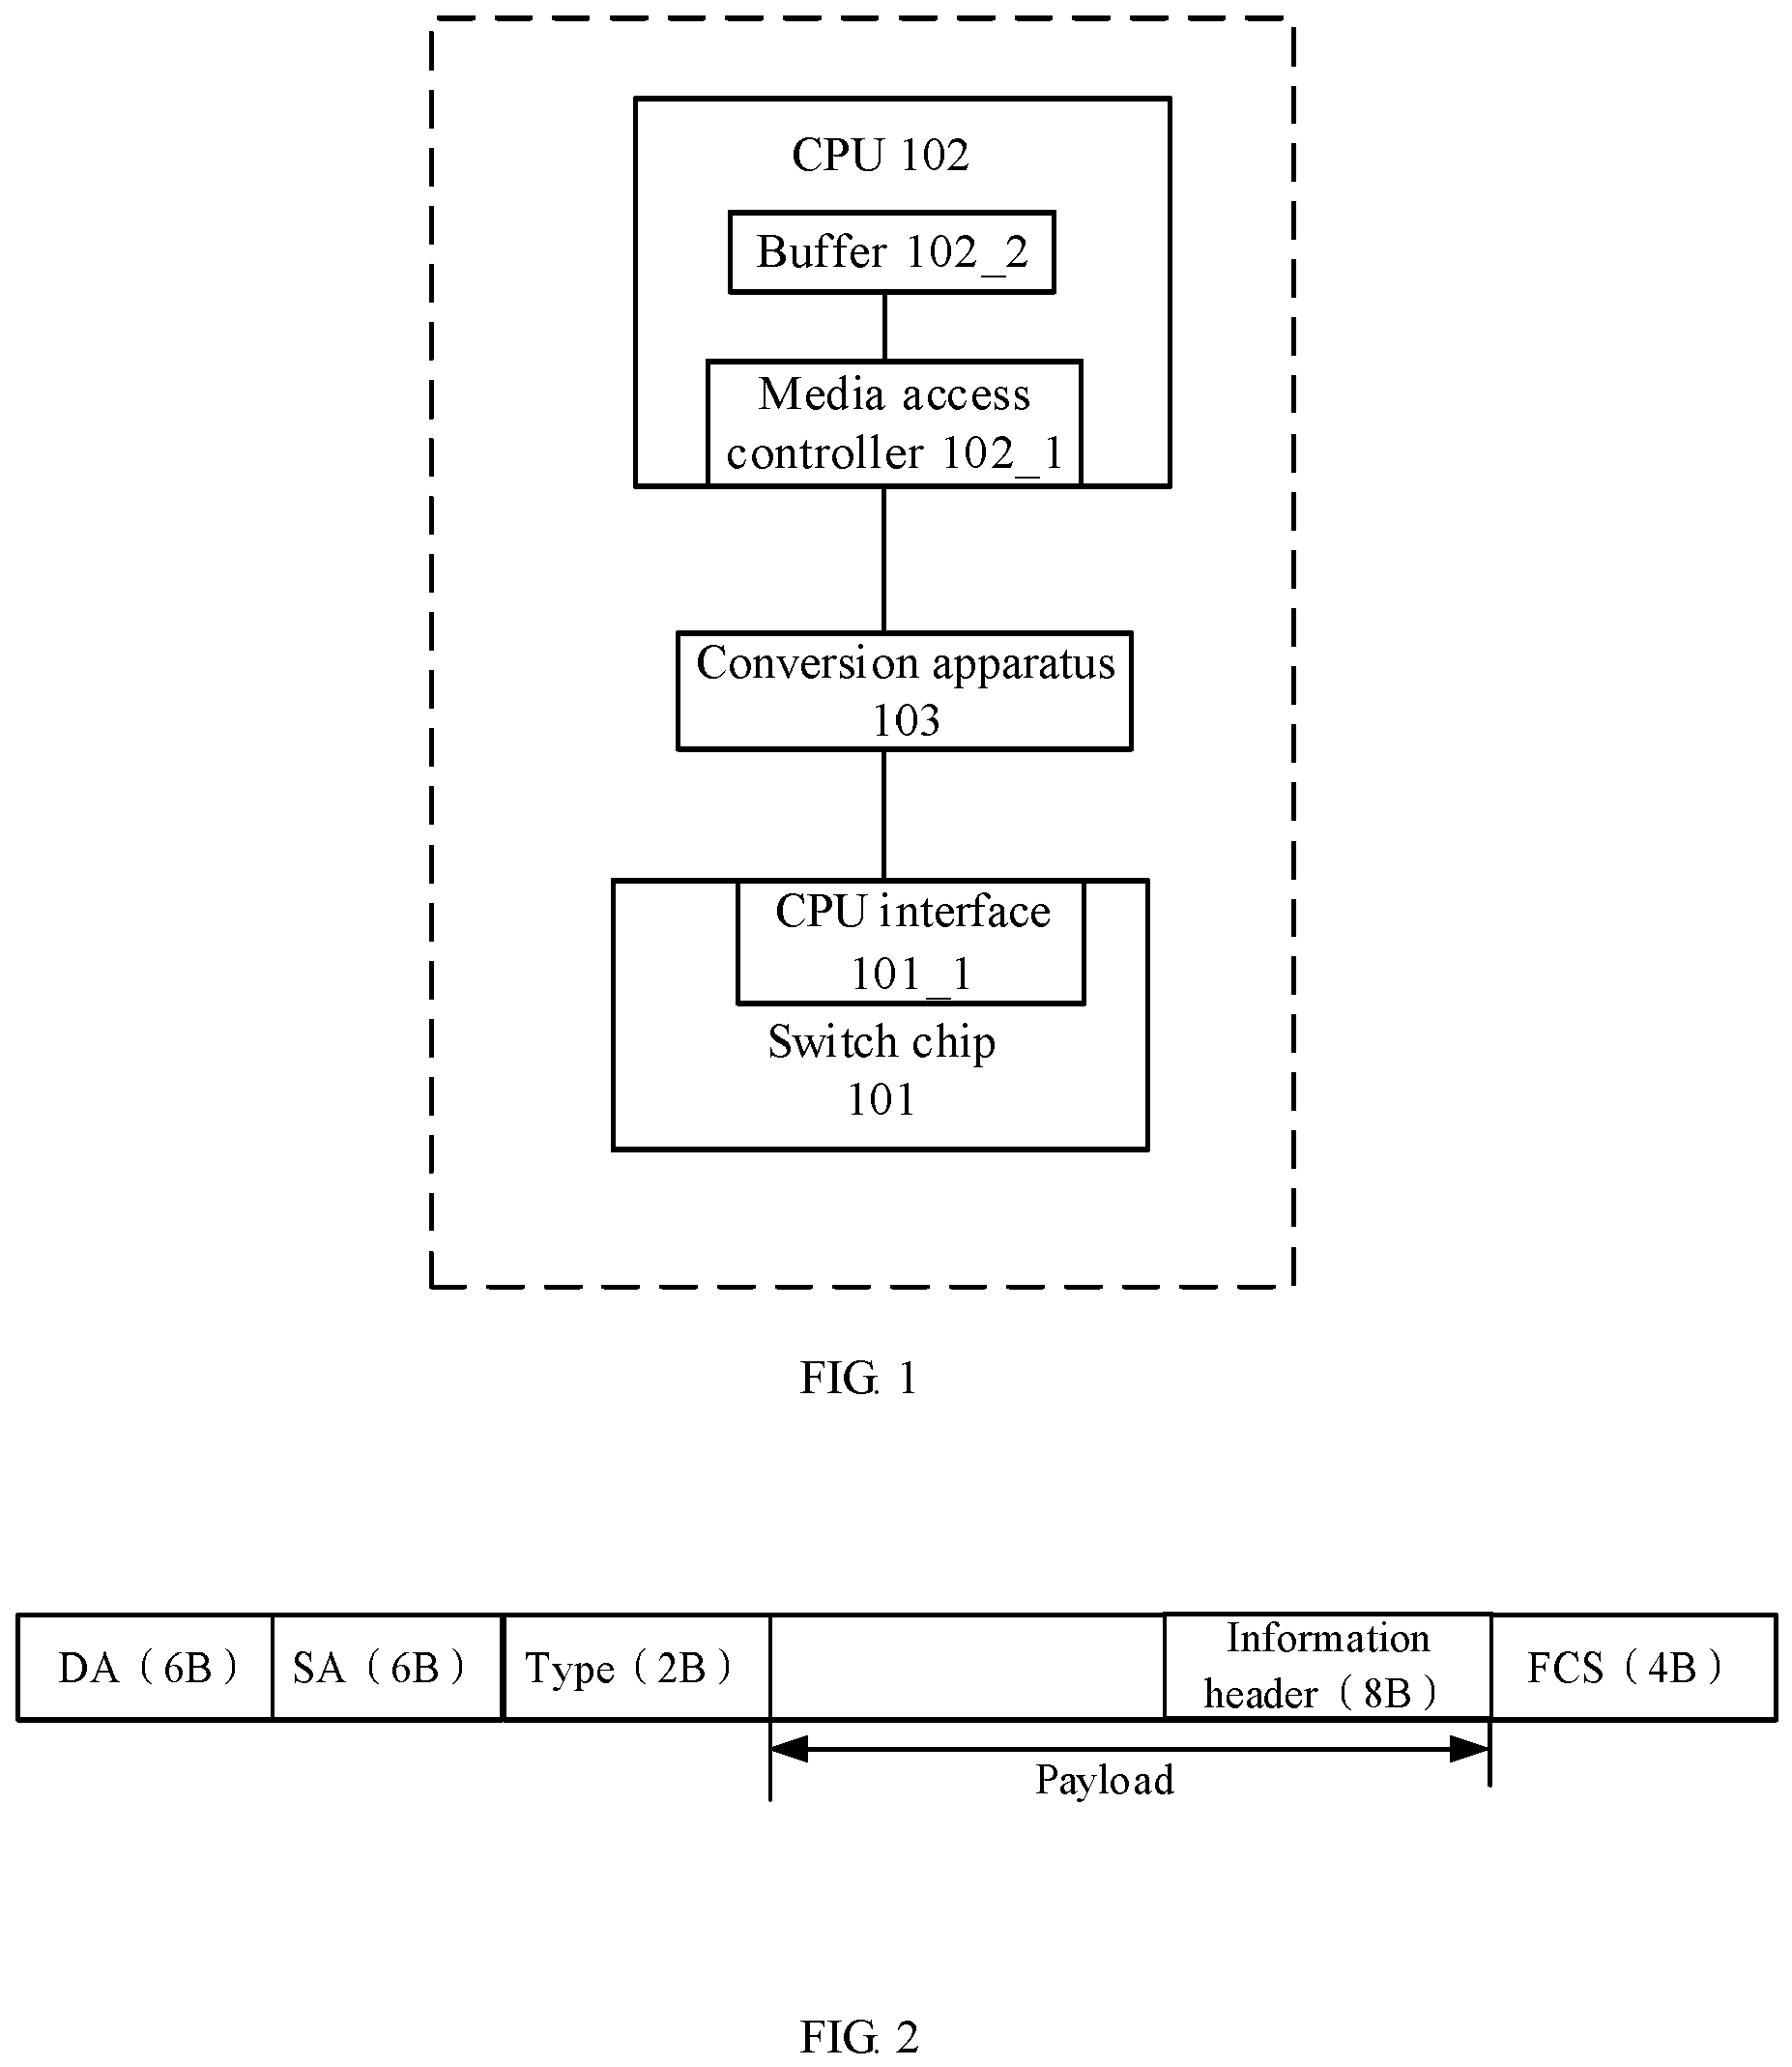 CPU 102
Buffer 102_2
Media access
controller 102_1
Conversion apparatus
103
CPU interface
101_1
Switch chip
101
FIG. 1
DA（6B）
SA（6B）
Type（2B）
Information
header（8B）
FCS（4B）
Payload
FIG. 2